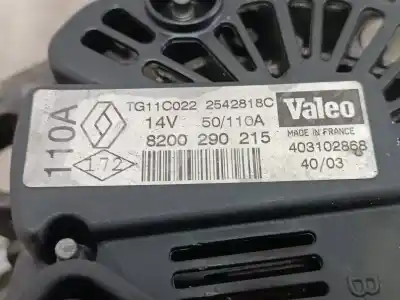 110A
172
TG11C022 2542818C
14V 50/110A
8200 290 215
Valeo
MADE IN FRANCE
403102868
40/03
B